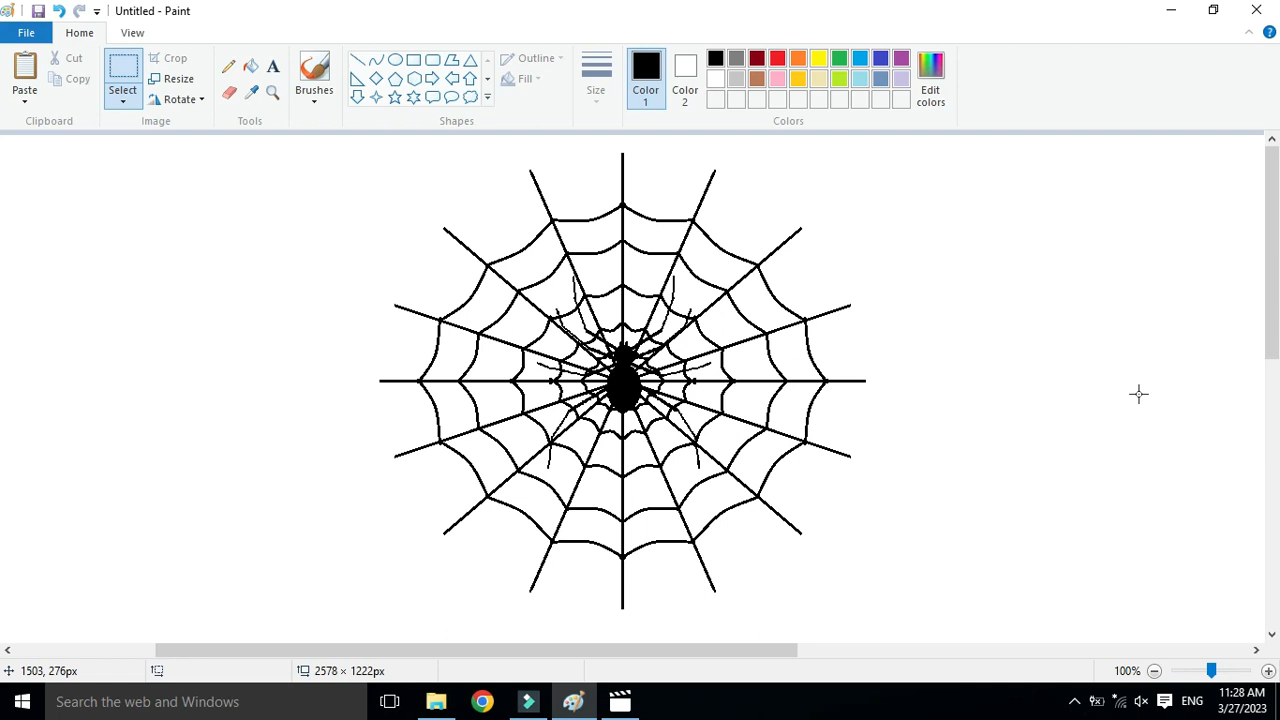 Untitled - Paint
File Home View
Paste
Cut
Copy
Clipboard
Select
Crop
Resize
Rotate
Image
Tools
Brushes
Shapes
Outline
Fill
Size
Color 1
Color 2
Edit colors
Colors
1503, 276px
2578 × 1222px
100%
Search the web and Windows
ENG
11:28 AM
3/27/2023